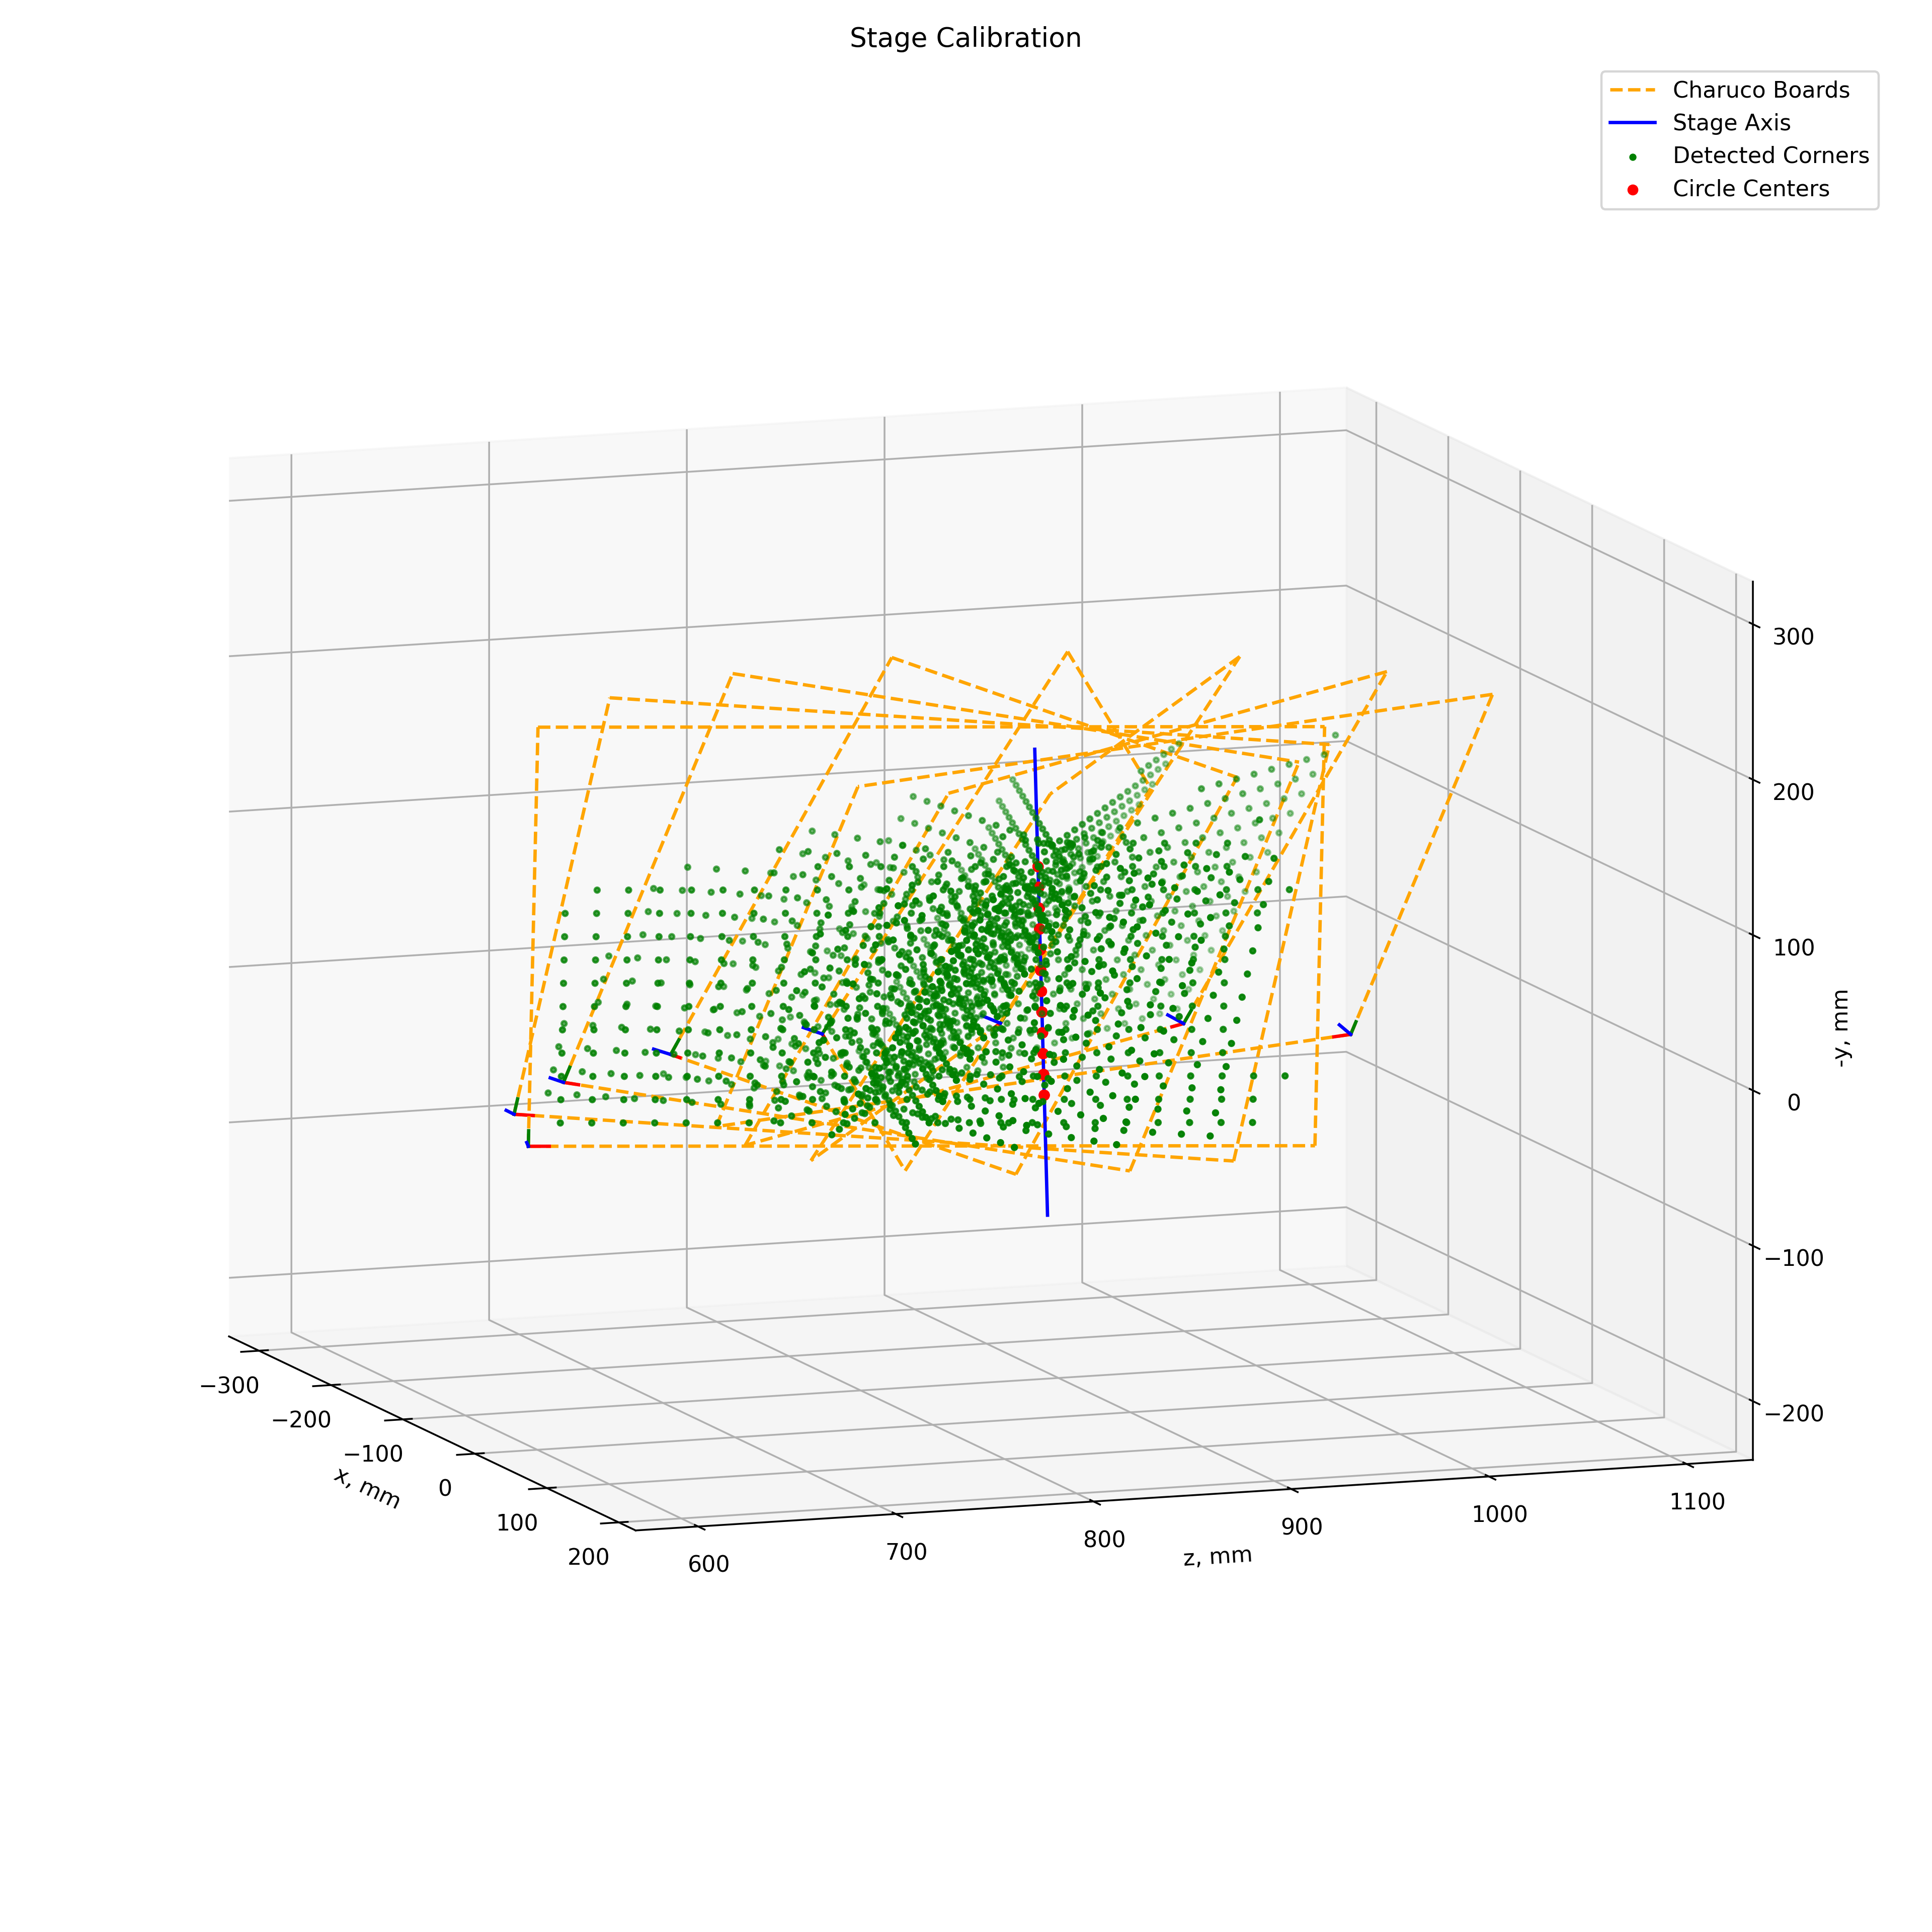 Stage Calibration
Charuco Boards
Stage Axis
Detected Corners
Circle Centers
300
200
100
0
−100
−200
-y, mm
−300
−200
−100
0
100
200
x, mm
600
700
800
900
1000
1100
z, mm